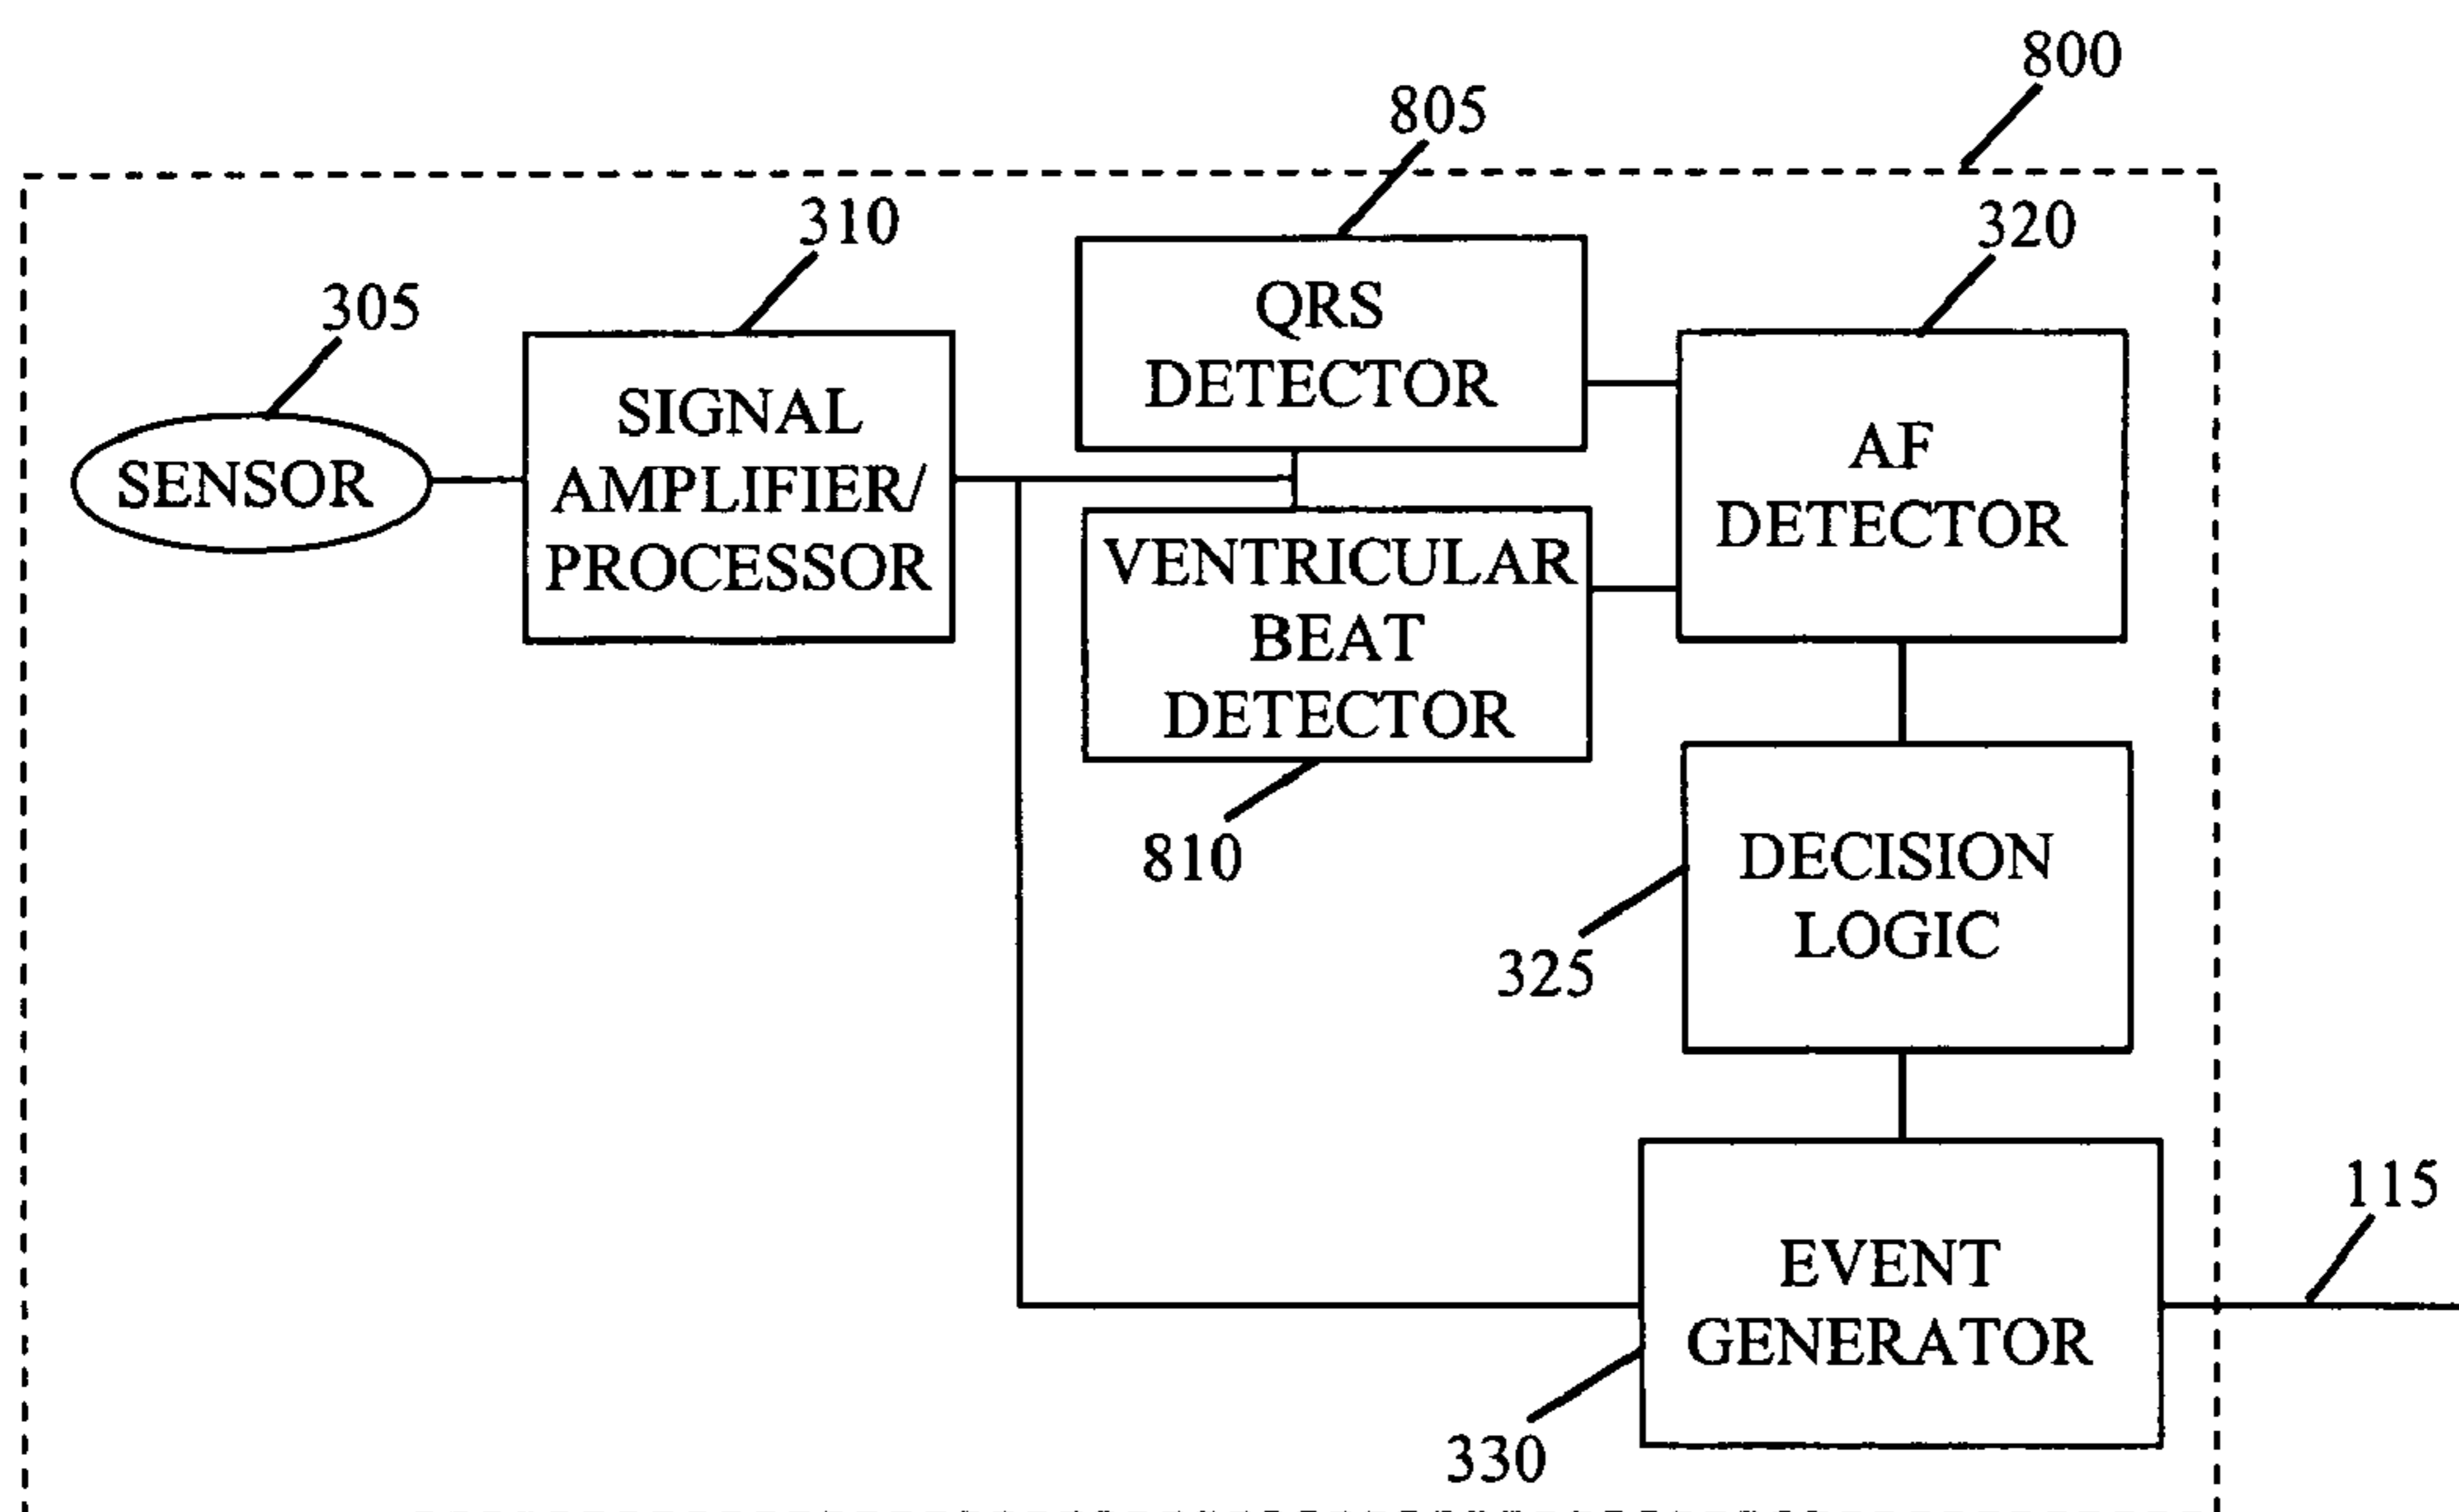 800
805
310
320
305
QRS
DETECTOR
SIGNAL
AMPLIFIER/
PROCESSOR
SENSOR
AF
DETECTOR
VENTRICULAR
BEAT
DETECTOR
810
DECISION
LOGIC
325
115
EVENT
GENERATOR
330